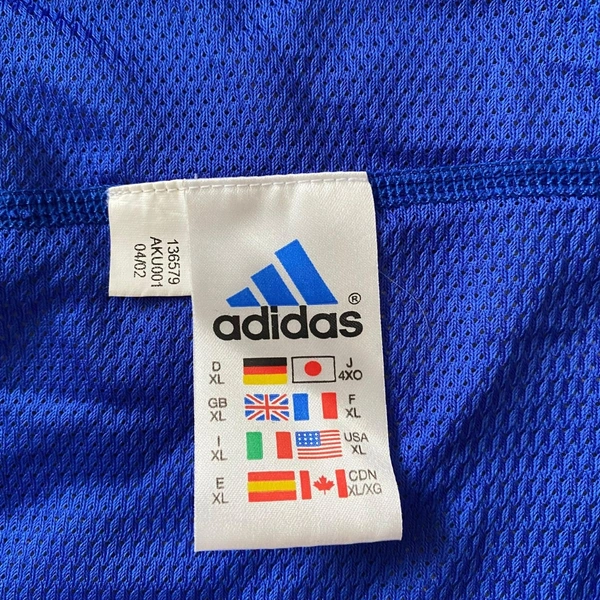 136579
AKU001
04/02
adidas®
D XL J 4XO
GB XL F XL
I XL USA XL
E XL CDN XL/XG